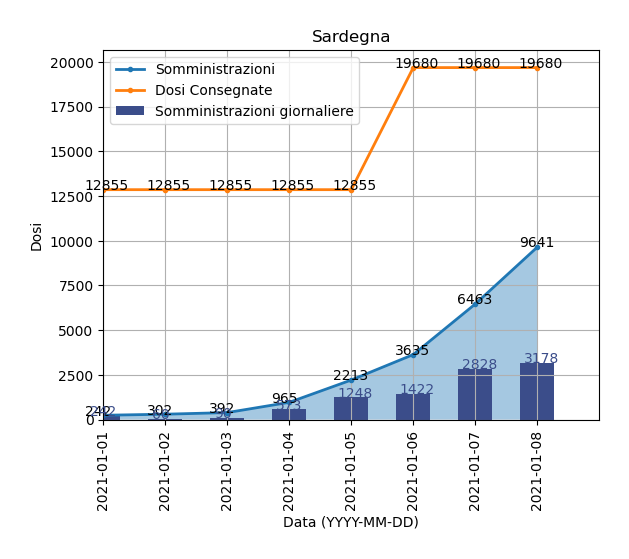 Sardegna
Somministrazioni
Dosi Consegnate
Somministrazioni giornaliere
Dosi
20000
17500
15000
12500
10000
7500
5000
2500
0
12855 12855 12855 12855 12855 19680 19680 19680
242 302 392 965 2213 3635 6463 9641
242 1248 1422 2828 3178
2021-01-01 2021-01-02 2021-01-03 2021-01-04 2021-01-05 2021-01-06 2021-01-07 2021-01-08
Data (YYYY-MM-DD)